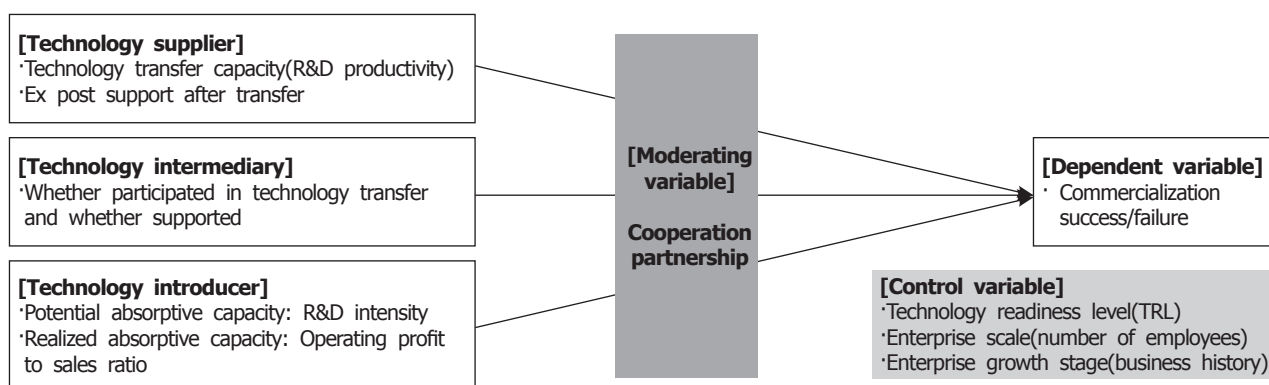 [Technology supplier]
·Technology transfer capacity(R&D productivity)
·Ex post support after transfer
[Technology intermediary]
·Whether participated in technology transfer
and whether supported
[Technology introducer]
·Potential absorptive capacity: R&D intensity
·Realized absorptive capacity: Operating profit
to sales ratio
[Moderating
variable]
Cooperation
partnership
[Dependent variable]
· Commercialization
success/failure
[Control variable]
·Technology readiness level(TRL)
·Enterprise scale(number of employees)
·Enterprise growth stage(business history)